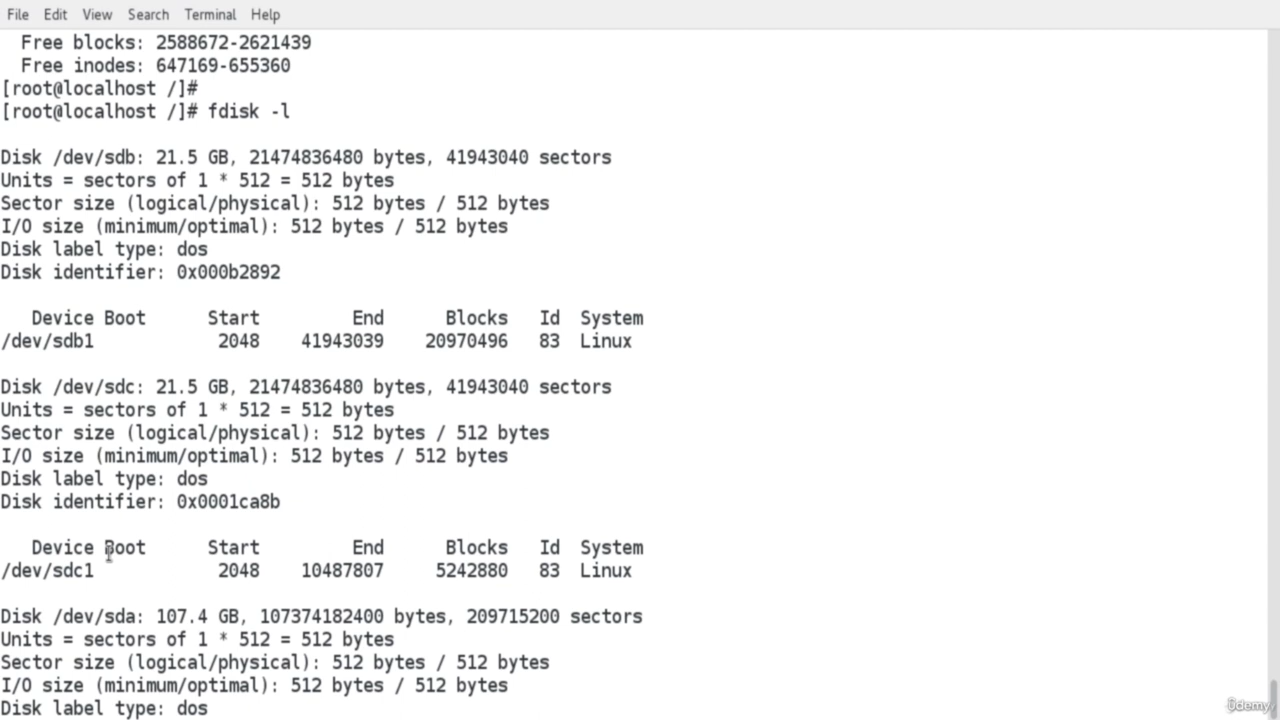 File Edit View Search Terminal Help
Free blocks: 2588672-2621439
Free inodes: 647169-655360
[root@localhost /]#
[root@localhost /]# fdisk -l
Disk /dev/sdb: 21.5 GB, 21474836480 bytes, 41943040 sectors
Units = sectors of 1 * 512 = 512 bytes
Sector size (logical/physical): 512 bytes / 512 bytes
I/O size (minimum/optimal): 512 bytes / 512 bytes
Disk label type: dos
Disk identifier: 0x000b2892
Device Boot Start End Blocks Id System
/dev/sdb1 2048 41943039 20970496 83 Linux
Disk /dev/sdc: 21.5 GB, 21474836480 bytes, 41943040 sectors
Units = sectors of 1 * 512 = 512 bytes
Sector size (logical/physical): 512 bytes / 512 bytes
I/O size (minimum/optimal): 512 bytes / 512 bytes
Disk label type: dos
Disk identifier: 0x0001ca8b
Device Boot Start End Blocks Id System
/dev/sdc1 2048 10487807 5242880 83 Linux
Disk /dev/sda: 107.4 GB, 107374182400 bytes, 209715200 sectors
Units = sectors of 1 * 512 = 512 bytes
Sector size (logical/physical): 512 bytes / 512 bytes
I/O size (minimum/optimal): 512 bytes / 512 bytes
Disk label type: dos
Udemy